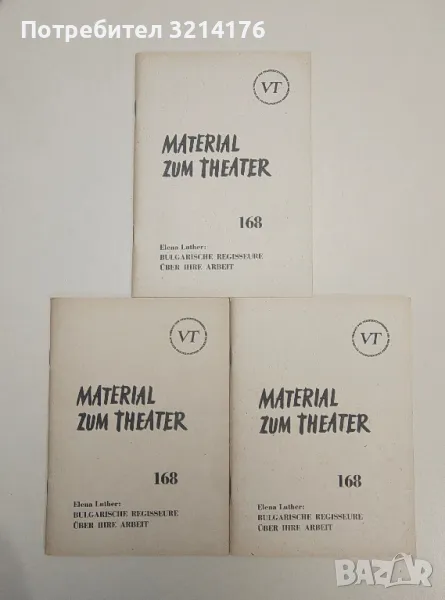 Потребител 3214176
VT
MATERIAL
ZUM THEATER
168
Elena Luther:
BULGARISCHE REGISSEURE
ÜBER IHRE ARBEIT
VT
MATERIAL
ZUM THEATER
168
Elena Luther:
BULGARISCHE REGISSEURE
ÜBER IHRE ARBEIT
VT
MATERIAL
ZUM THEATER
168
Elena Luther:
BULGARISCHE REGISSEURE
ÜBER IHRE ARBEIT
BAZAR